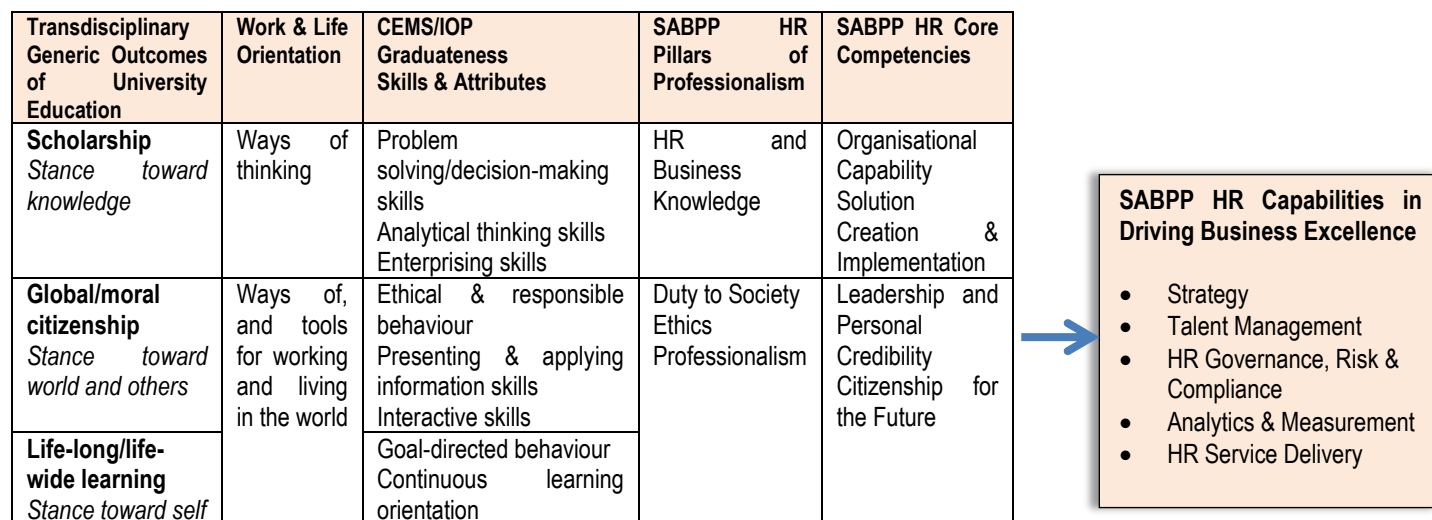 Transdisciplinary
Generic Outcomes
of University
Education
Work & Life
Orientation
CEMS/IOP
Graduateness
Skills & Attributes
SABPP HR
Pillars of
Professionalism
SABPP HR Core
Competencies
Scholarship
Stance toward
knowledge
Ways of
thinking
Problem
solving/decision-making
skills
Analytical thinking skills
Enterprising skills
HR and
Business
Knowledge
Organisational
Capability
Solution
Creation &
Implementation
Global/moral
citizenship
Stance toward
world and others
Ways of,
and tools
for working
and living
in the world
Ethical & responsible
behaviour
Presenting & applying
information skills
Interactive skills
Duty to Society
Ethics
Professionalism
Leadership and
Personal
Credibility
Citizenship for
the Future
Life-long/life-
wide learning
Stance toward self
Goal-directed behaviour
Continuous learning
orientation
SABPP HR Capabilities in
Driving Business Excellence
• Strategy
• Talent Management
• HR Governance, Risk &
Compliance
• Analytics & Measurement
• HR Service Delivery